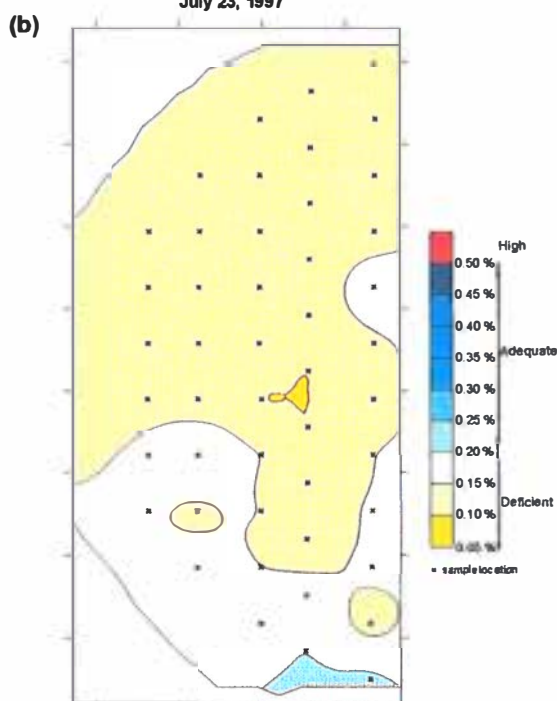 July 23, 1997
(b)
High
0.50 %
0.45 %
0.40 %
Adequate
0.35 %
0.30 %
0.25 %
0.20 %
0.15 %
Deficient
0.10 %
0.05 %
sample location